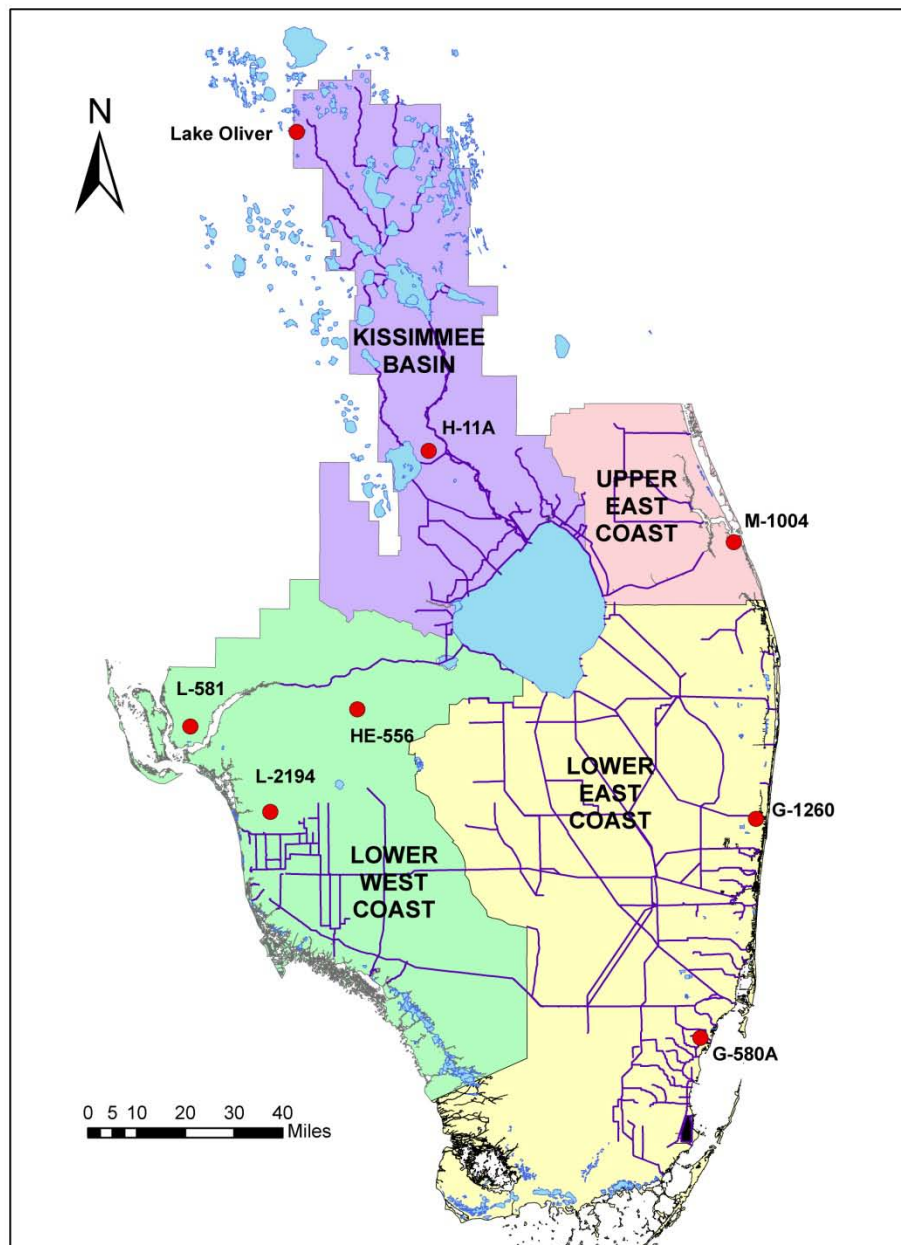 N
Lake Oliver
KISSIMMEE
BASIN
H-11A
UPPER
EAST
COAST
M-1004
L-581
HE-556
L-2194
LOWER
EAST
COAST
G-1260
LOWER
WEST
COAST
G-580A
0 5 10 20 30 40
Miles